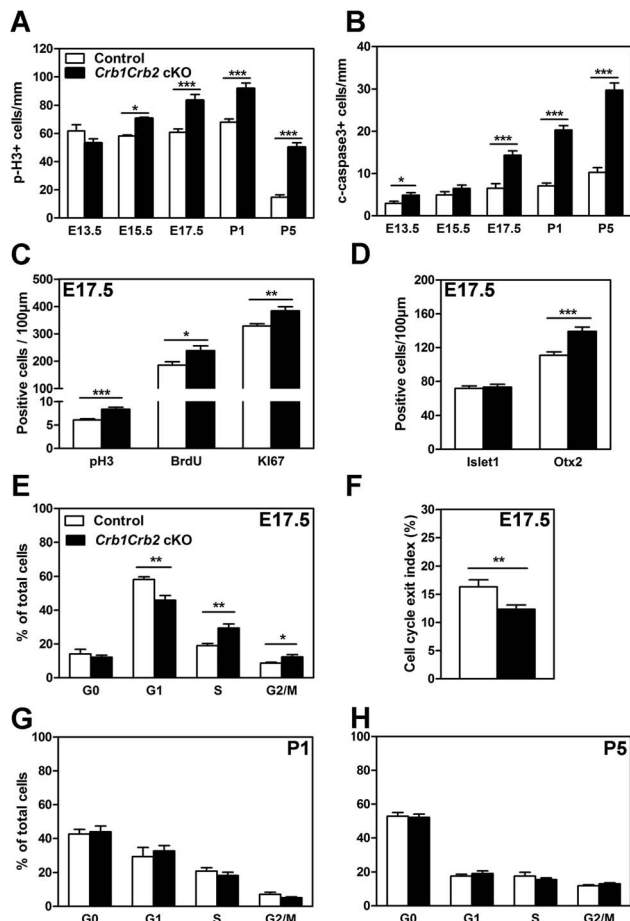 A
p-H3+ cells/mm
120
100
80
60
40
20
0
Control
Crb1Crb2 cKO
*
***
***
***
E13.5 E15.5 E17.5 P1 P5
B
c-caspase3+ cells/mm
40
30
20
10
0
*
***
***
***
E13.5 E15.5 E17.5 P1 P5
C
E17.5
Positive cells / 100µm
500
400
300
200
100
10
5
0
***
*
**
pH3 BrdU KI67
D
E17.5
Positive cells/100µm
200
160
120
80
40
0
***
Islet1 Otx2
E
E17.5
% of total cells
100
80
60
40
20
0
Control
Crb1Crb2 cKO
**
**
*
G0 G1 S G2/M
F
E17.5
Cell cycle exit index (%)
30
25
20
15
10
5
0
**
G
P1
% of total cells
100
80
60
40
20
0
G0 G1 S G2/M
H
P5
100
80
60
40
20
0
G0 G1 S G2/M